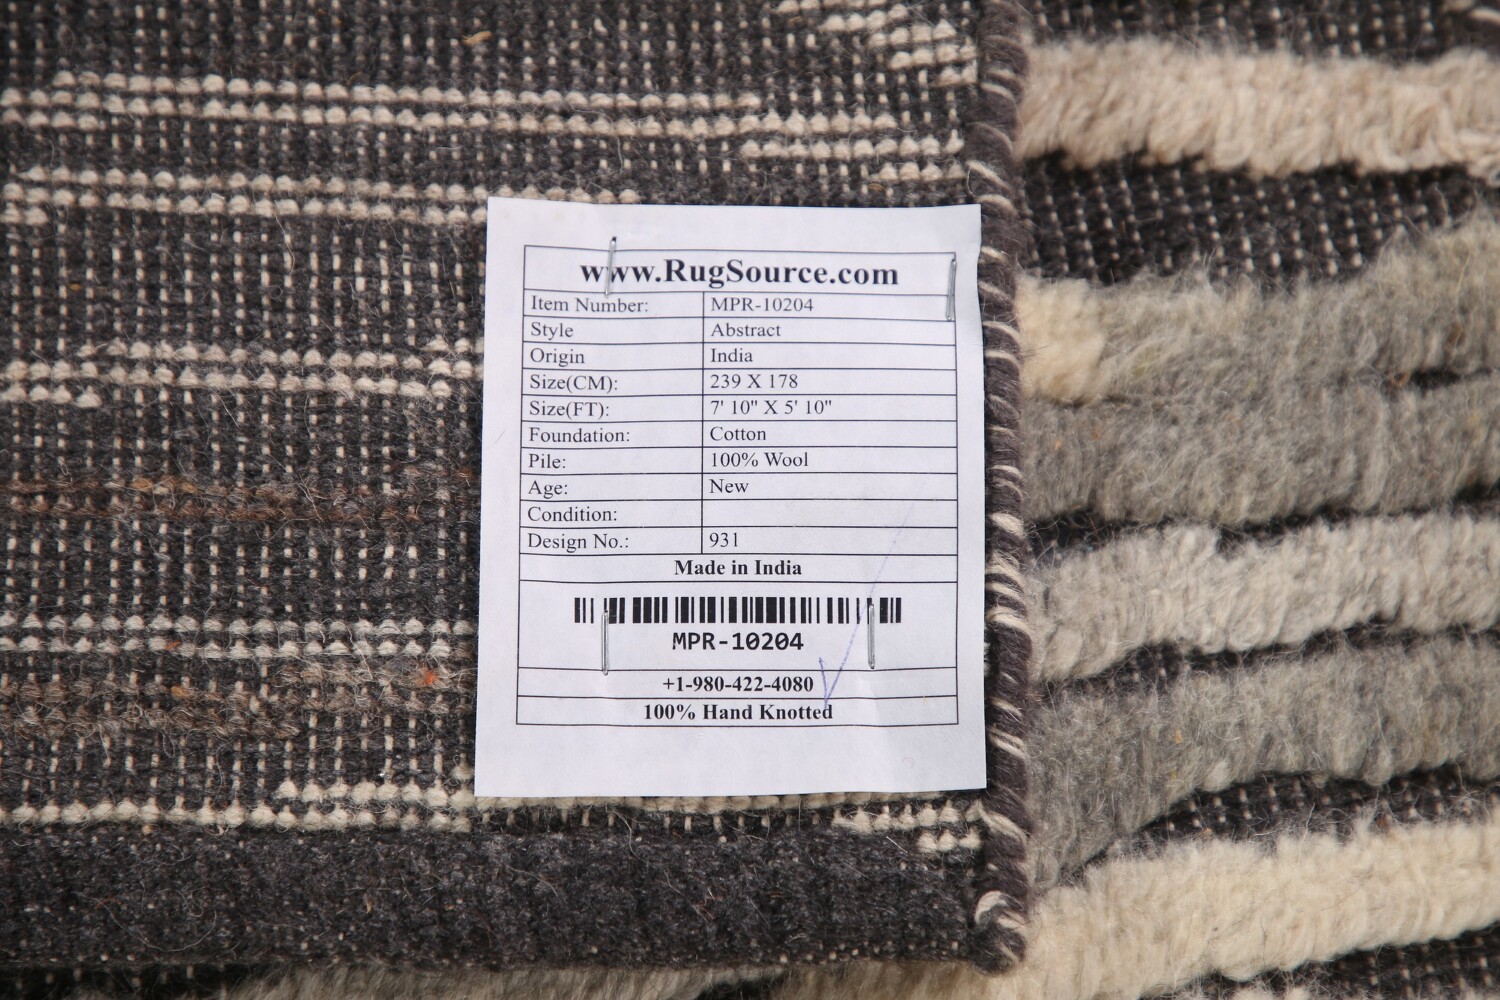 www.RugSource.com
Item Number: MPR-10204
Style Abstract
Origin India
Size(CM): 239 X 178
Size(FT): 7' 10" X 5' 10"
Foundation: Cotton
Pile: 100% Wool
Age: New
Condition:
Design No.: 931
Made in India
MPR-10204
+1-980-422-4080
100% Hand Knotted